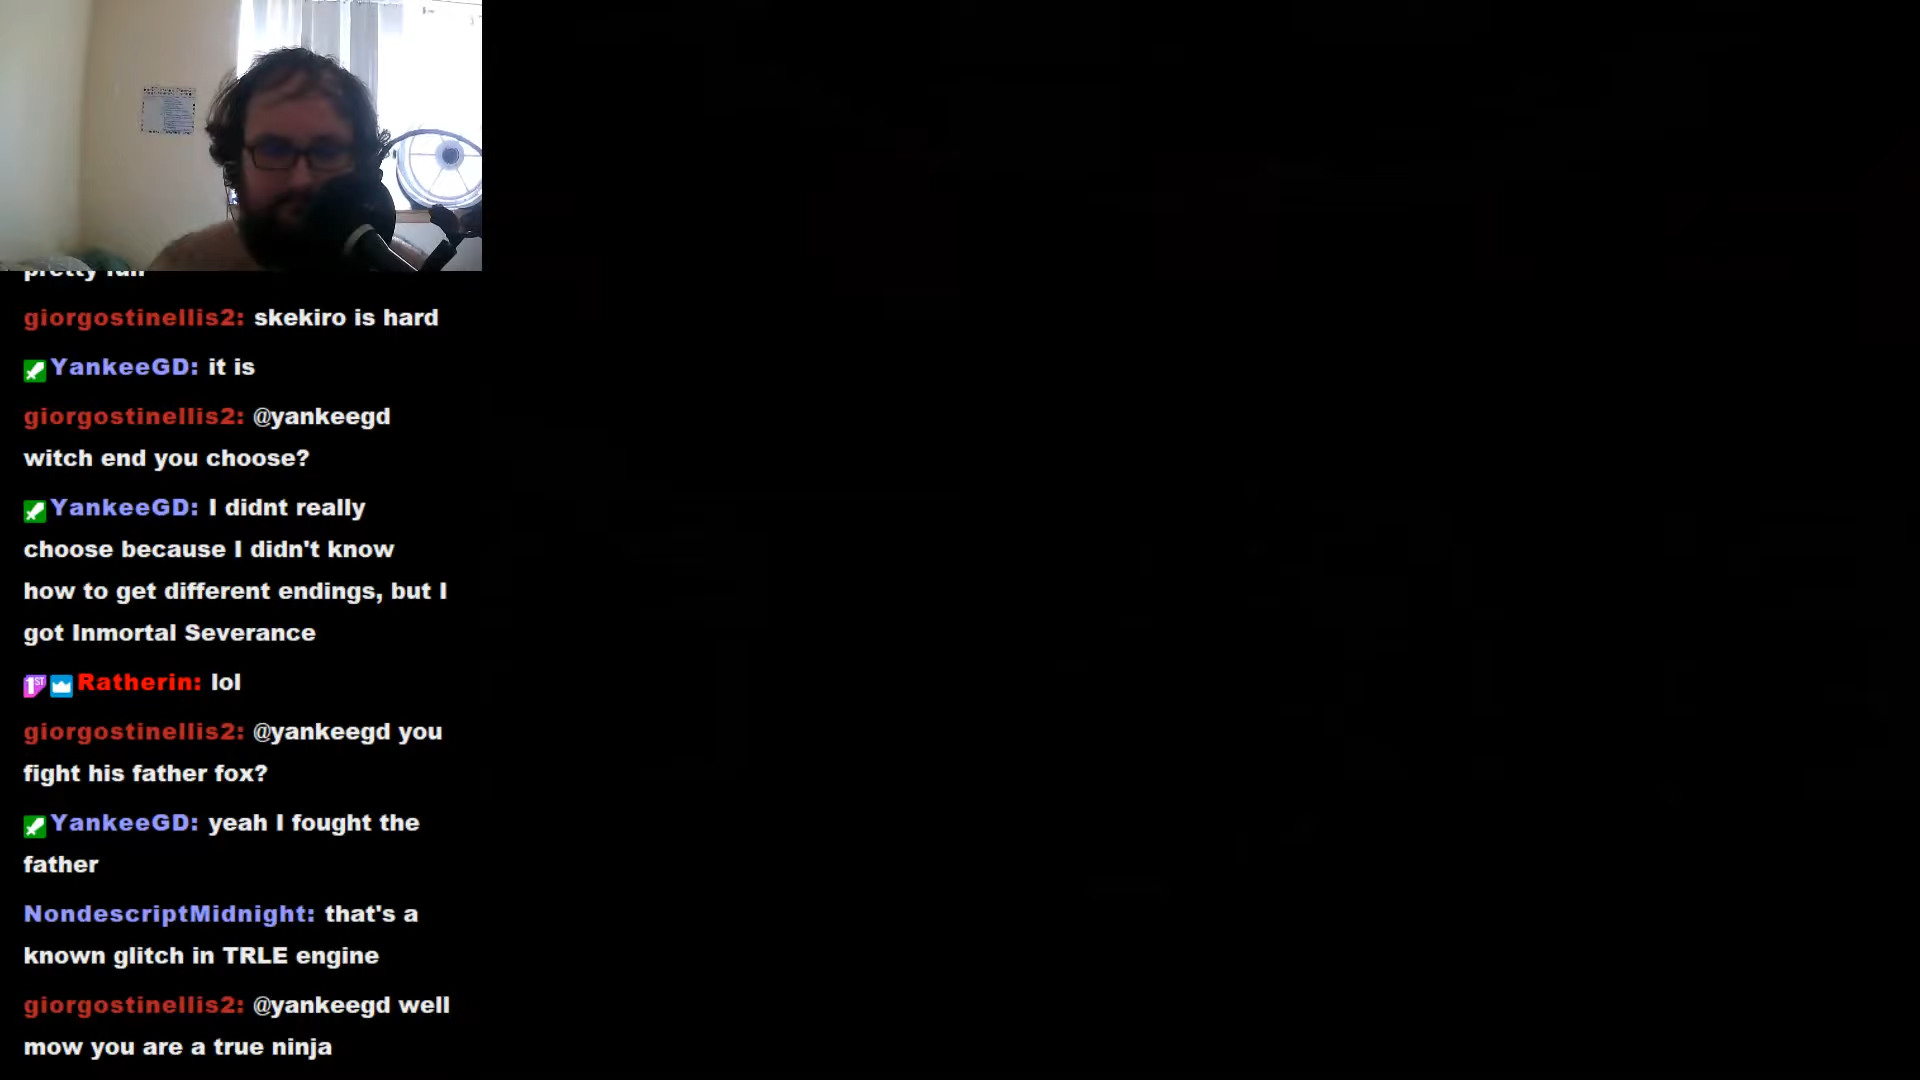 pretty fun
giorgostinellis2: skekiro is hard
YankeeGD: it is
giorgostinellis2: @yankeegd
witch end you choose?
YankeeGD: I didnt really
choose because I didn't know
how to get different endings, but I
got Inmortal Severance
1ST Ratherin: lol
giorgostinellis2: @yankeegd you
fight his father fox?
YankeeGD: yeah I fought the
father
NondescriptMidnight: that's a
known glitch in TRLE engine
giorgostinellis2: @yankeegd well
mow you are a true ninja